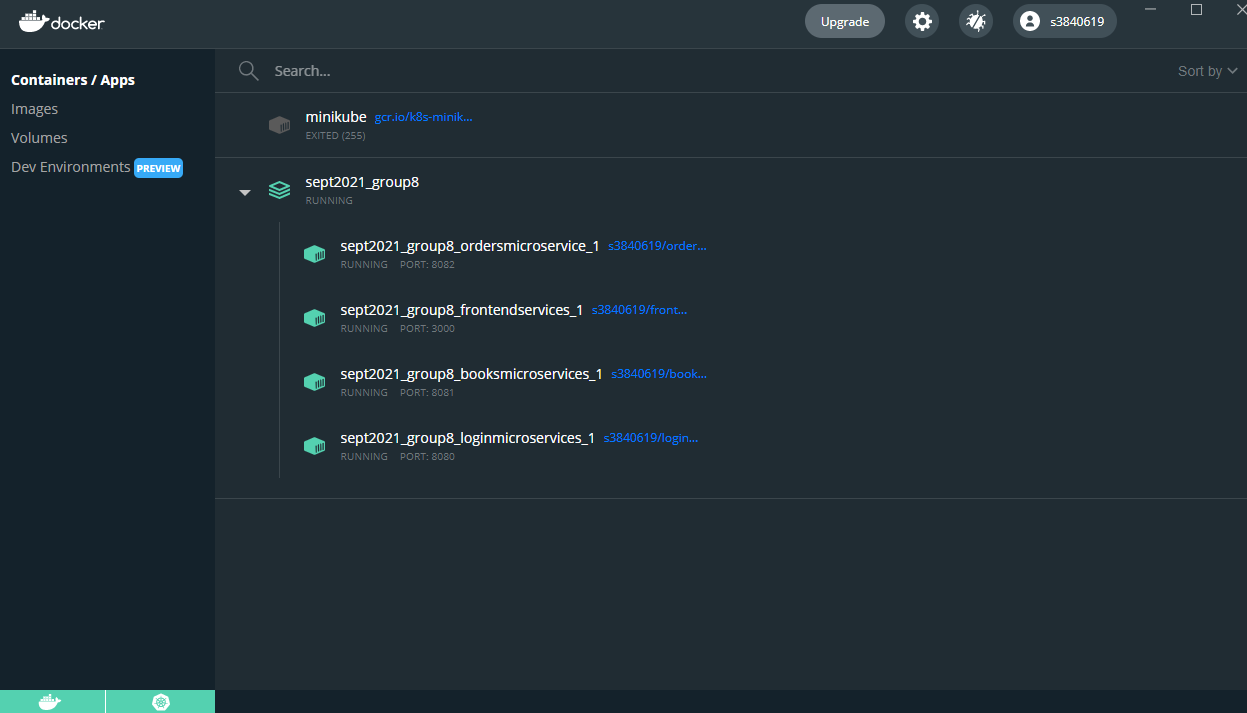 docker
Upgrade
s3840619
Containers / Apps
Images
Volumes
Dev Environments PREVIEW
Search...
Sort by
minikube gcr.io/k8s-minik...
EXITED (255)
sept2021_group8
RUNNING
sept2021_group8_ordersmicroservice_1 s3840619/order...
RUNNING PORT: 8082
sept2021_group8_frontendservices_1 s3840619/front...
RUNNING PORT: 3000
sept2021_group8_booksmicroservices_1 s3840619/book...
RUNNING PORT: 8081
sept2021_group8_loginmicroservices_1 s3840619/login...
RUNNING PORT: 8080